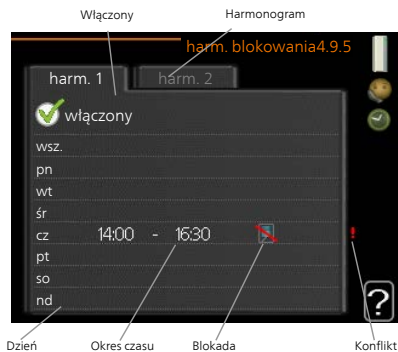 Włączony
Harmonogram
harm. blokowania4.9.5
harm. 1
harm. 2
włączony
wsz.
pn
wt
śr
cz 14:00 - 16:30 !
pt
so
nd
?
Dzień
Okres czasu
Blokada
Konflikt